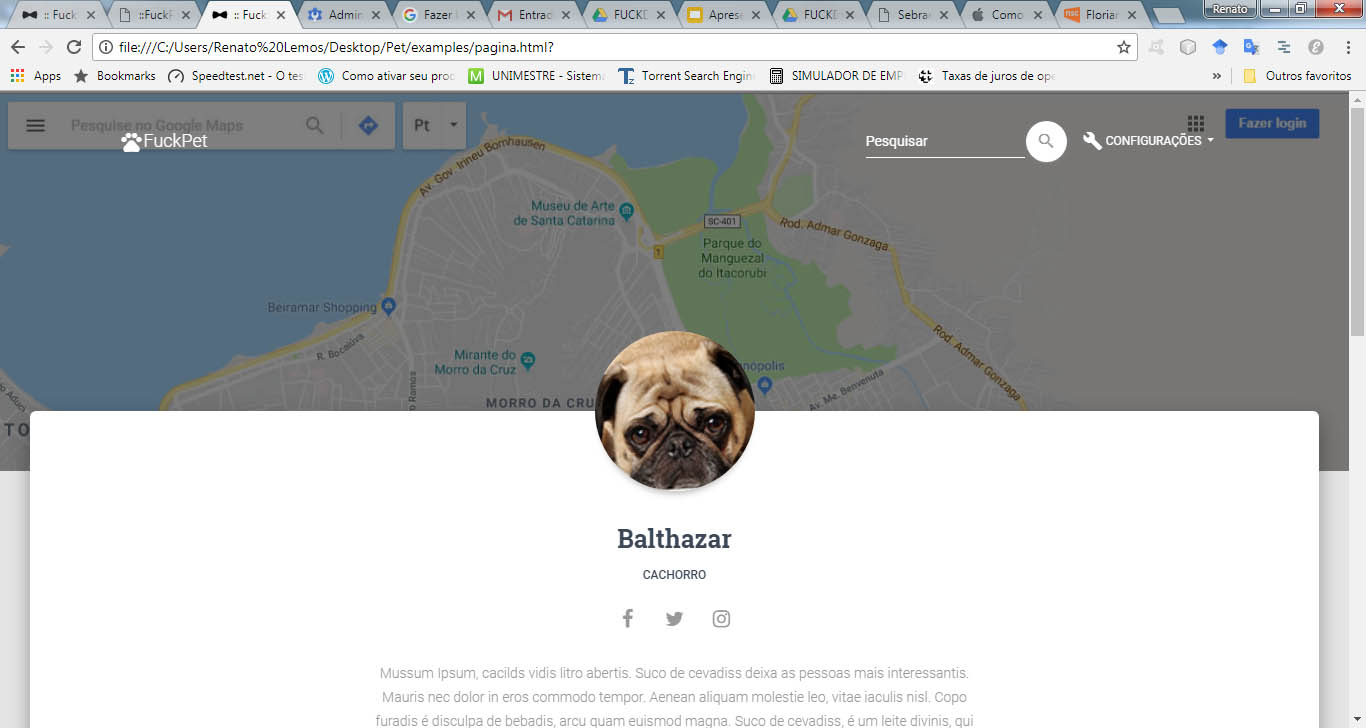 :: Fuck
::FuckF
:: Fuck
Admin
Fazer l
Entrad
FUCKD
Aprese
FUCKD
Sebra
Como
Florian
Renato
file:///C:/Users/Renato%20Lemos/Desktop/Pet/examples/pagina.html?
Apps
Bookmarks
Speedtest.net - O tes
Como ativar seu proc
UNIMESTRE - Sistema
Torrent Search Engin
SIMULADOR DE EMP
Taxas de juros de ope
»
Outros favoritos
Pesquise no Google Maps
Pt
Fazer login
FuckPet
Pesquisar
CONFIGURAÇÕES
Av. Gov. Irineu Bornhausen
Museu de Arte
de Santa Catarina
SC-401
Rod. Admar Gonzaga
1
Parque do
Manguezal
do Itacorubi
Beiramar Shopping
R. Bocaiúva
Mirante do
Morro da Cruz
nópolis
Rod. Admar Gonzaga
Av. Me. Benvenuta
o Ramos
MORRO DA CRU
Aduci
TO
Balthazar
CACHORRO
Mussum Ipsum, cacilds vidis litro abertis. Suco de cevadiss deixa as pessoas mais interessantis.
Mauris nec dolor in eros commodo tempor. Aenean aliquam molestie leo, vitae iaculis nisl. Copo
furadis é disculpa de bebadis, arcu quam euismod magna. Suco de cevadiss, é um leite divinis, qui